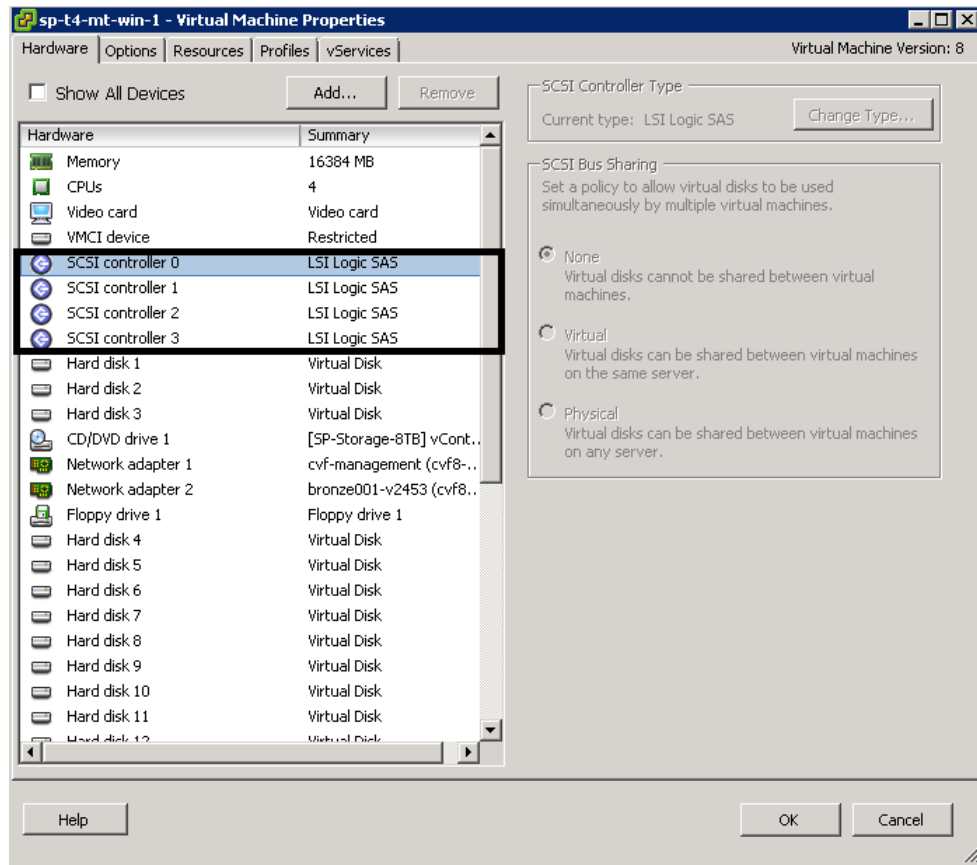 sp-t4-mt-win-1 - Virtual Machine Properties
Hardware Options Resources Profiles vServices Virtual Machine Version: 8
Show All Devices Add... Remove
Hardware Summary
Memory 16384 MB
CPUs 4
Video card Video card
VMCI device Restricted
SCSI controller 0 LSI Logic SAS
SCSI controller 1 LSI Logic SAS
SCSI controller 2 LSI Logic SAS
SCSI controller 3 LSI Logic SAS
Hard disk 1 Virtual Disk
Hard disk 2 Virtual Disk
Hard disk 3 Virtual Disk
CD/DVD drive 1 [SP-Storage-8TB] vCont..
Network adapter 1 cvf-management (cvf8-..
Network adapter 2 bronze001-v2453 (cvf8..
Floppy drive 1 Floppy drive 1
Hard disk 4 Virtual Disk
Hard disk 5 Virtual Disk
Hard disk 6 Virtual Disk
Hard disk 7 Virtual Disk
Hard disk 8 Virtual Disk
Hard disk 9 Virtual Disk
Hard disk 10 Virtual Disk
Hard disk 11 Virtual Disk
Hard disk 12 Virtual Disk
SCSI Controller Type
Current type: LSI Logic SAS Change Type...
SCSI Bus Sharing
Set a policy to allow virtual disks to be used
simultaneously by multiple virtual machines.
None
Virtual disks cannot be shared between virtual
machines.
Virtual
Virtual disks can be shared between virtual machines
on the same server.
Physical
Virtual disks can be shared between virtual machines
on any server.
Help OK Cancel